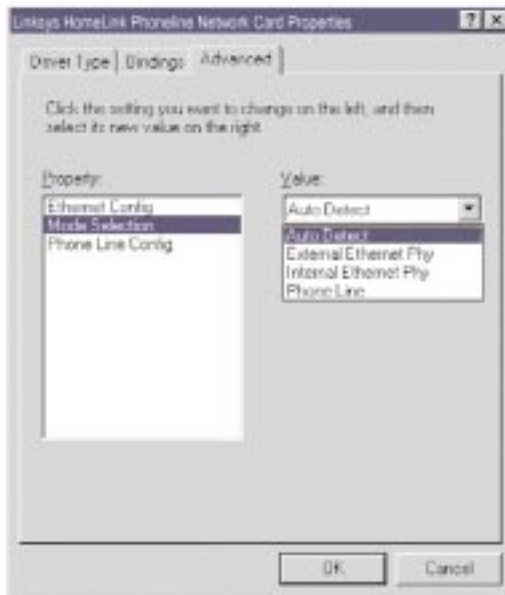 Linksys HomeLink Phoneline Network Card Properties
Driver Type Bindings Advanced
Click the setting you want to change on the left, and then
select its new value on the right.
Property:
Value:
Ethernet Config
Mode Selection
Phone Line Config
Auto Detect
Auto Detect
External Ethernet Phy
Internal Ethernet Phy
Phone Line
OK
Cancel